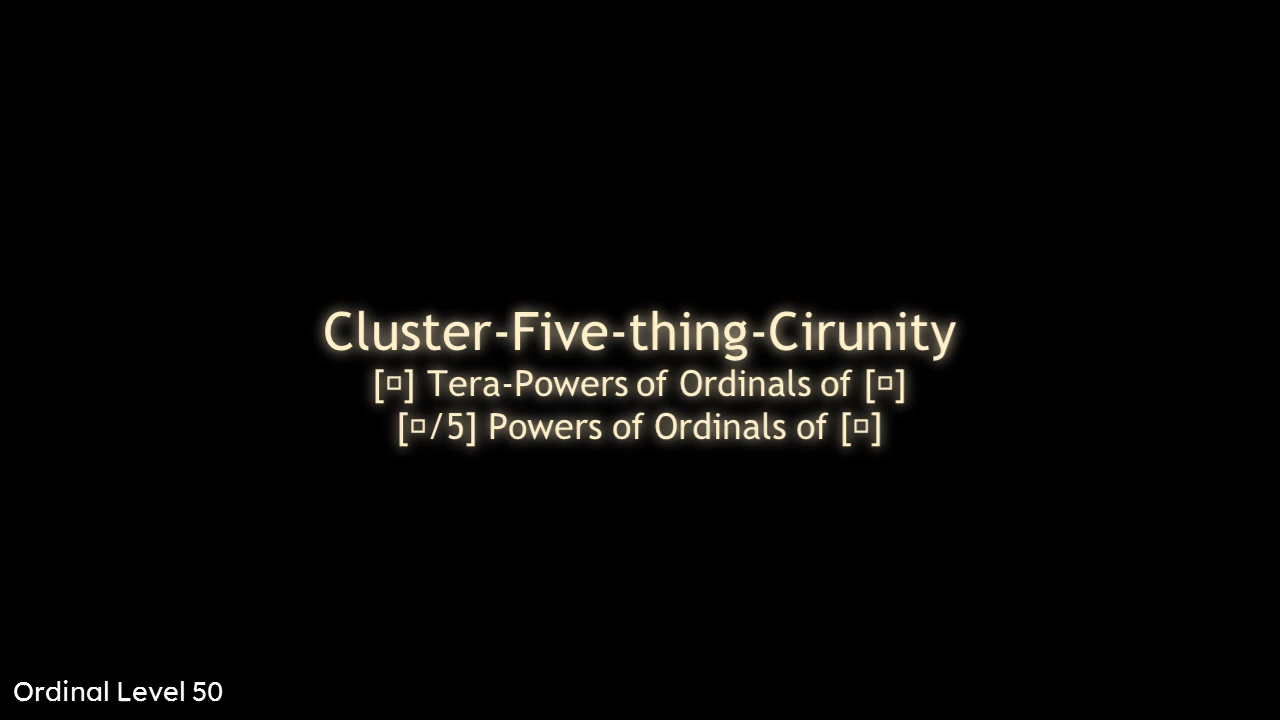 Cluster-Five-thing-Cirunity
[¤] Tera-Powers of Ordinals of [¤]
[¤/5] Powers of Ordinals of [¤]
Ordinal Level 50